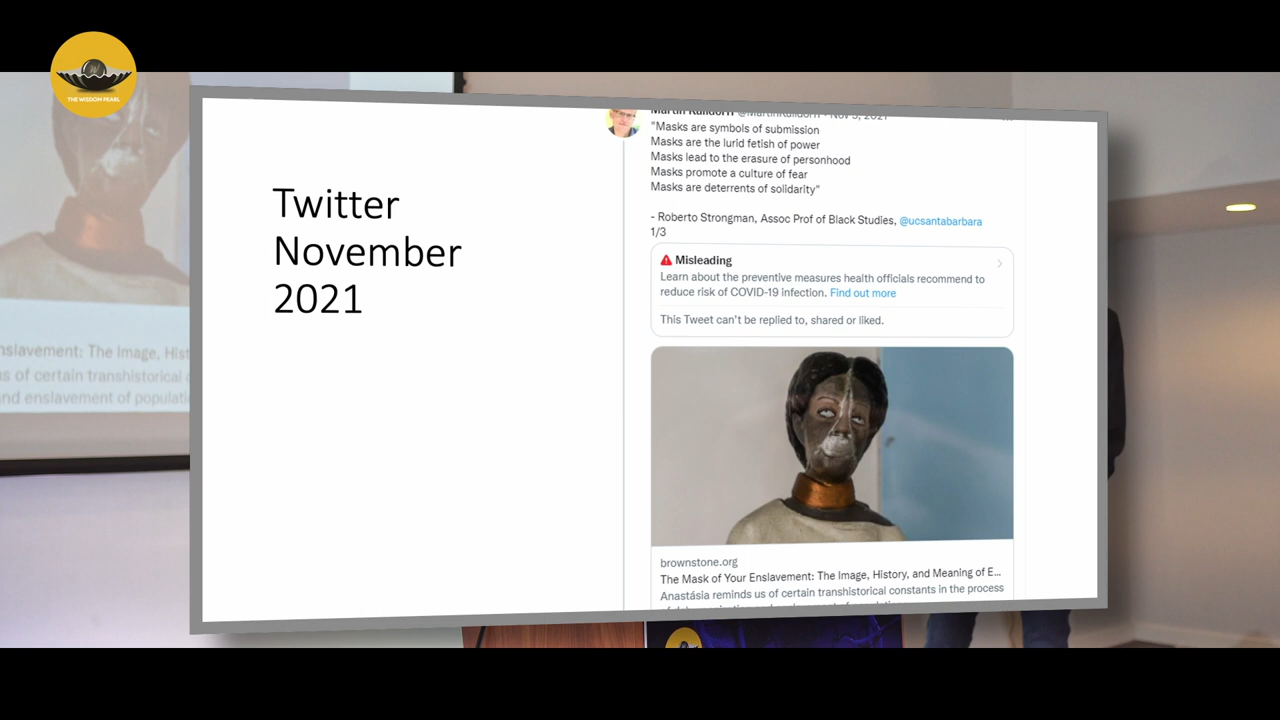 THE WISDOM PEARL
Twitter
November
2021
"Masks are symbols of submission
Masks are the lurid fetish of power
Masks lead to the erasure of personhood
Masks promote a culture of fear
Masks are deterrents of solidarity"
- Roberto Strongman, Assoc Prof of Black Studies, @ucsantabarbara
1/3
Misleading
Learn about the preventive measures health officials recommend to
reduce risk of COVID-19 infection. Find out more
This Tweet can't be replied to, shared or liked.
brownstone.org
The Mask of Your Enslavement: The Image, History, and Meaning of E...
Anastásia reminds us of certain transhistorical constants in the process
nslavement: The Image, Hist
us of certain transhistorical
and enslavement of populati